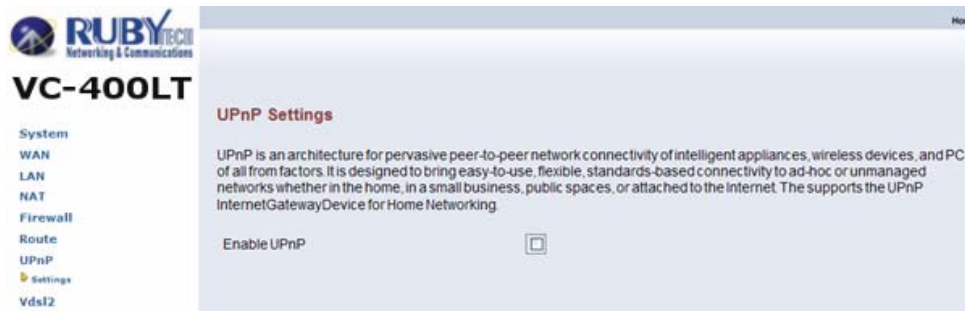 RUBYTECH
Networking & Communications
VC-400LT
System
WAN
LAN
NAT
Firewall
Route
UPnP
Settings
Vdsl2
UPnP Settings
UPnP is an architecture for pervasive peer-to-peer network connectivity of intelligent appliances, wireless devices, and PC
of all from factors. It is designed to bring easy-to-use, flexible, standards-based connectivity to ad-hoc or unmanaged
networks whether in the home, in a small business, public spaces, or attached to the Internet. The supports the UPnP
InternetGatewayDevice for Home Networking.
Enable UPnP